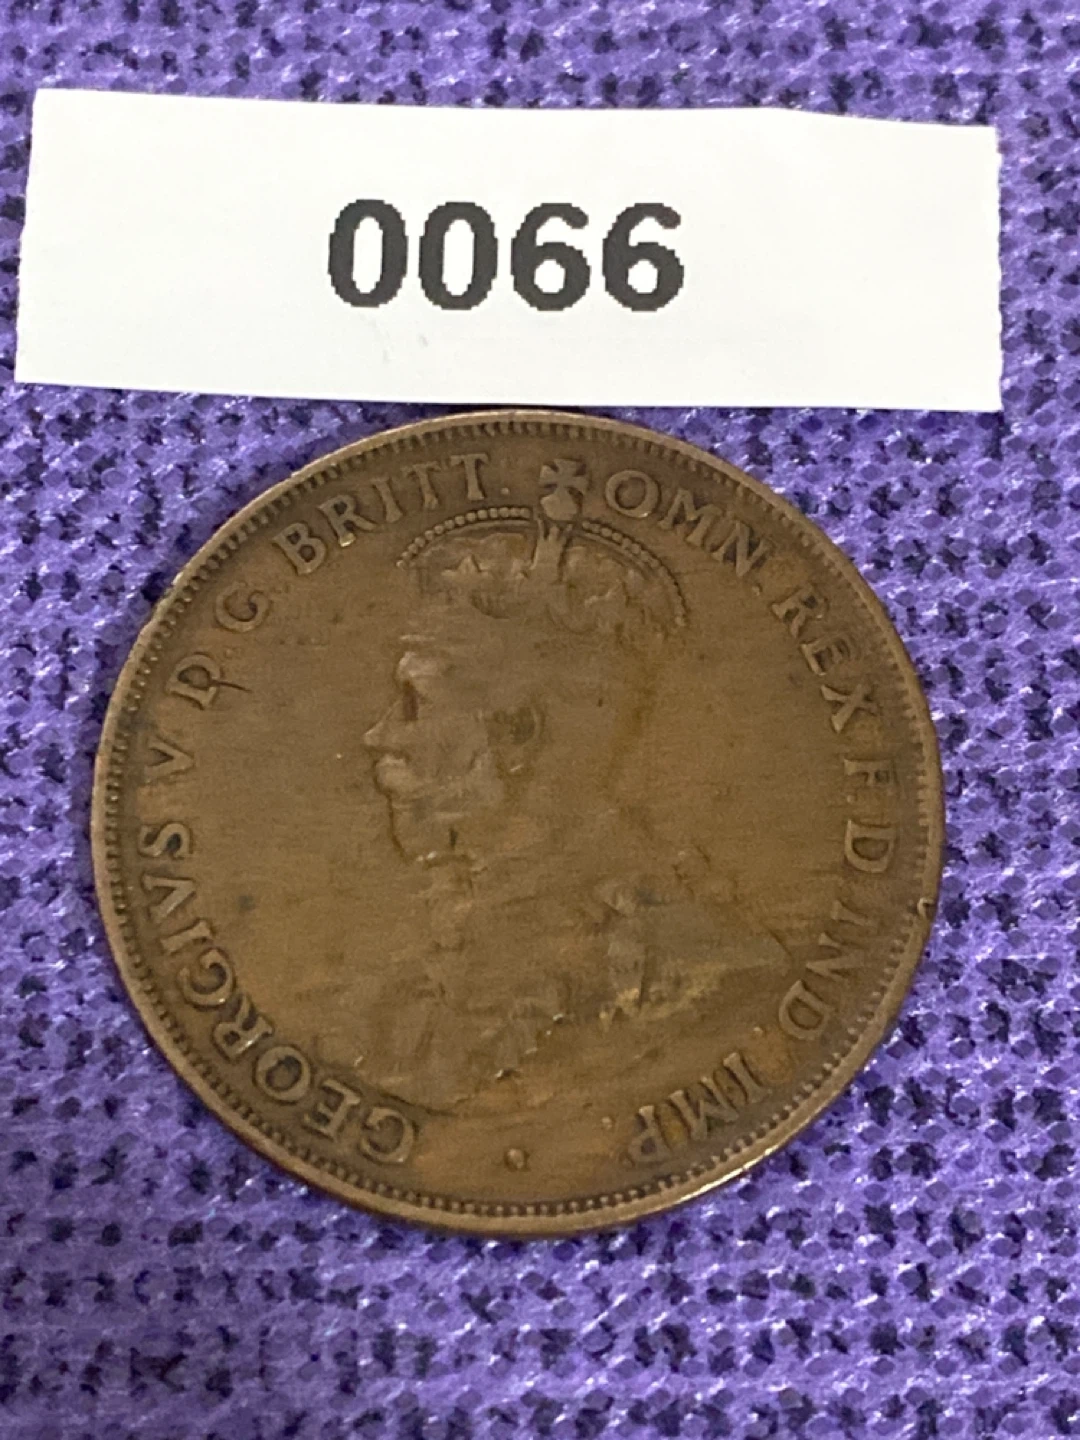 0066
GEORGIVS V D.G. BRITT. OMN. REX F.D. IND. IMP.